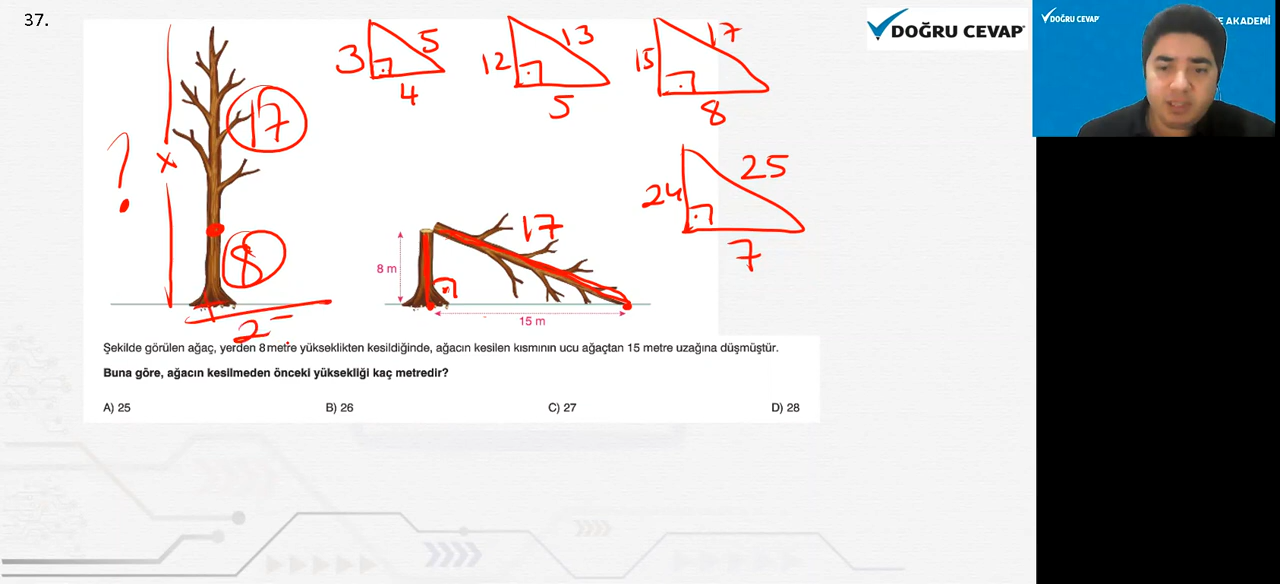 37.
DOĞRU CEVAP
DOĞRU CEVAP
E AKADEMİ
3 5 4
12 13 5
15 17 8
17
?
x
8
24 25 7
17
8 m
15 m
Şekilde görülen ağaç, yerden 8 metre yükseklikten kesildiğinde, ağacın kesilen kısmının ucu ağaçtan 15 metre uzağına düşmüştür.
Buna göre, ağacın kesilmeden önceki yüksekliği kaç metredir?
A) 25
B) 26
C) 27
D) 28